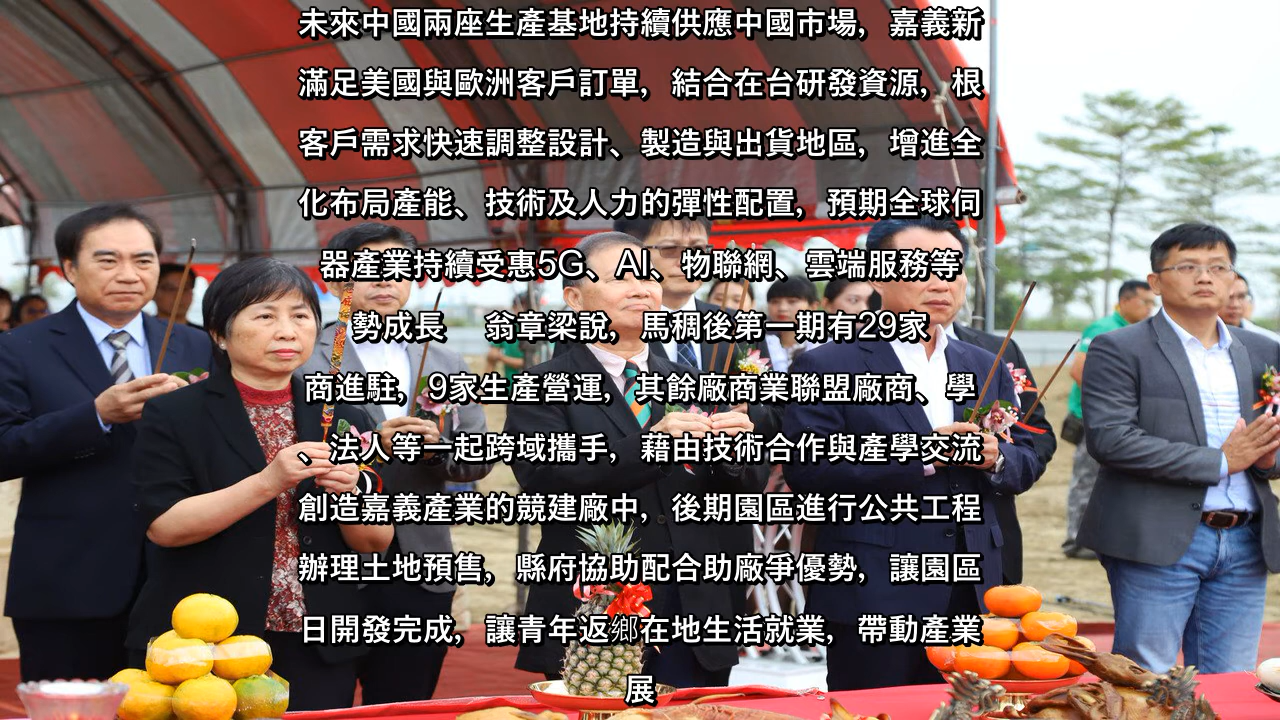 未來中國兩座生產基地持續供應中國市場，嘉義新
滿足美國與歐洲客戶訂單，結合在台研發資源，根
客戶需求快速調整設計、製造與出貨地區，增進全
化布局產能、技術及人力的彈性配置，預期全球伺
器產業持續受惠5G、AI、物聯網、雲端服務等
勢成長　翁章梁說，馬稠後第一期有29家
商進駐，9家生產營運，其餘廠商業聯盟廠商、學
、法人等一起跨域攜手，藉由技術合作與產學交流
創造嘉義產業的競建廠中，後期園區進行公共工程
辦理土地預售，縣府協助配合助廠爭優勢，讓園區
日開發完成，讓青年返鄉在地生活就業，帶動產業
展